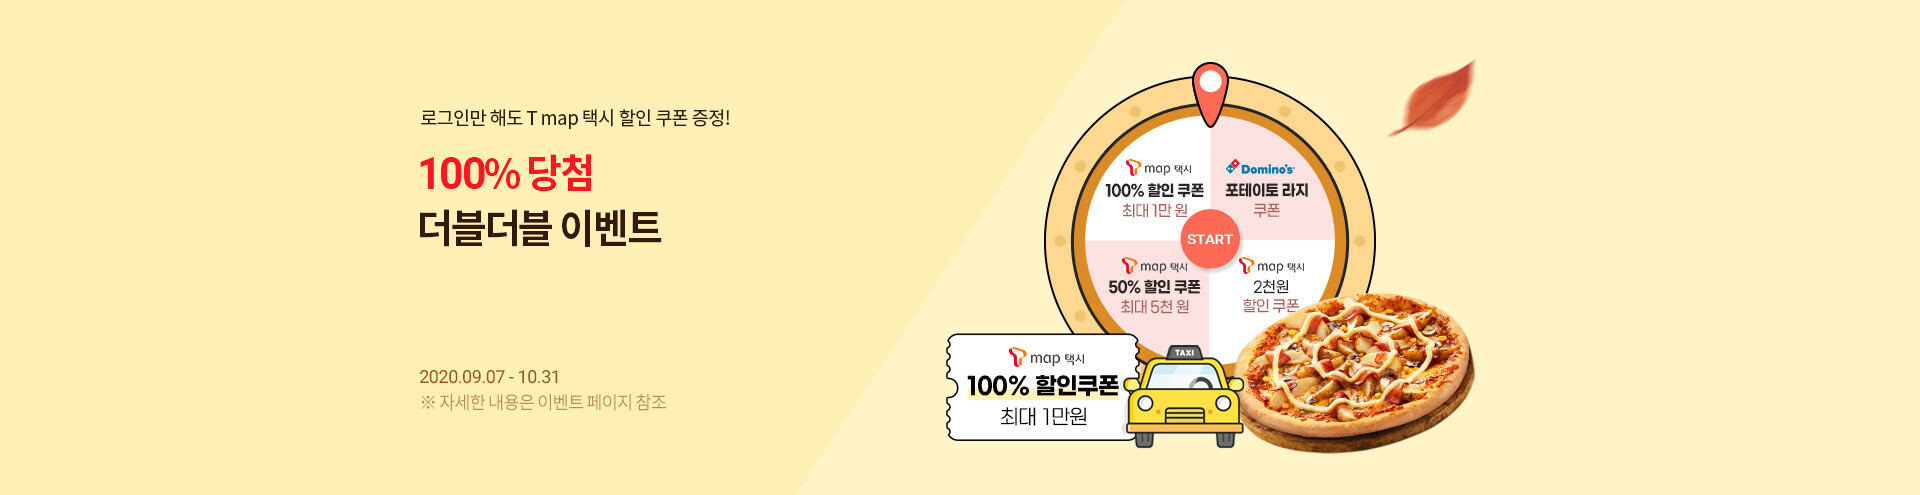 로그인만 해도 T map 택시 할인 쿠폰 증정!
100% 당첨
더블더블 이벤트
2020.09.07 - 10.31
※ 자세한 내용은 이벤트 페이지 참조
T map 택시
100% 할인 쿠폰
최대 1만 원
Domino's
포테이토 라지
쿠폰
START
T map 택시
50% 할인 쿠폰
최대 5천 원
T map 택시
2천원
할인 쿠폰
T map 택시
100% 할인쿠폰
최대 1만원
TAXI